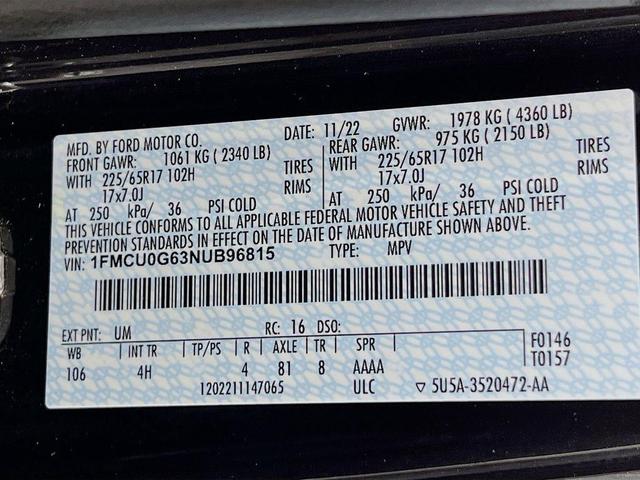 MFD. BY FORD MOTOR CO. DATE: 11/22 GVWR: 1978 KG ( 4360 LB)
FRONT GAWR: 1061 KG ( 2340 LB) REAR GAWR: 975 KG ( 2150 LB)
WITH 225/65R17 102H TIRES WITH 225/65R17 102H TIRES
17x7.0J RIMS 17x7.0J RIMS
AT 250 kPa/ 36 PSI COLD AT 250 kPa/ 36 PSI COLD
THIS VEHICLE CONFORMS TO ALL APPLICABLE FEDERAL MOTOR VEHICLE SAFETY AND THEFT
PREVENTION STANDARDS IN EFFECT ON THE DATE OF MANUFACTURE SHOWN ABOVE.
VIN: 1FMCU0G63NUB96815 TYPE: MPV
EXT PNT: UM RC: 16 DSO:
WB INT TR TP/PS R AXLE TR SPR F0146
106 4H 4 81 8 AAAA T0157
1202211147065 ULC ▽ 5U5A-3520472-AA